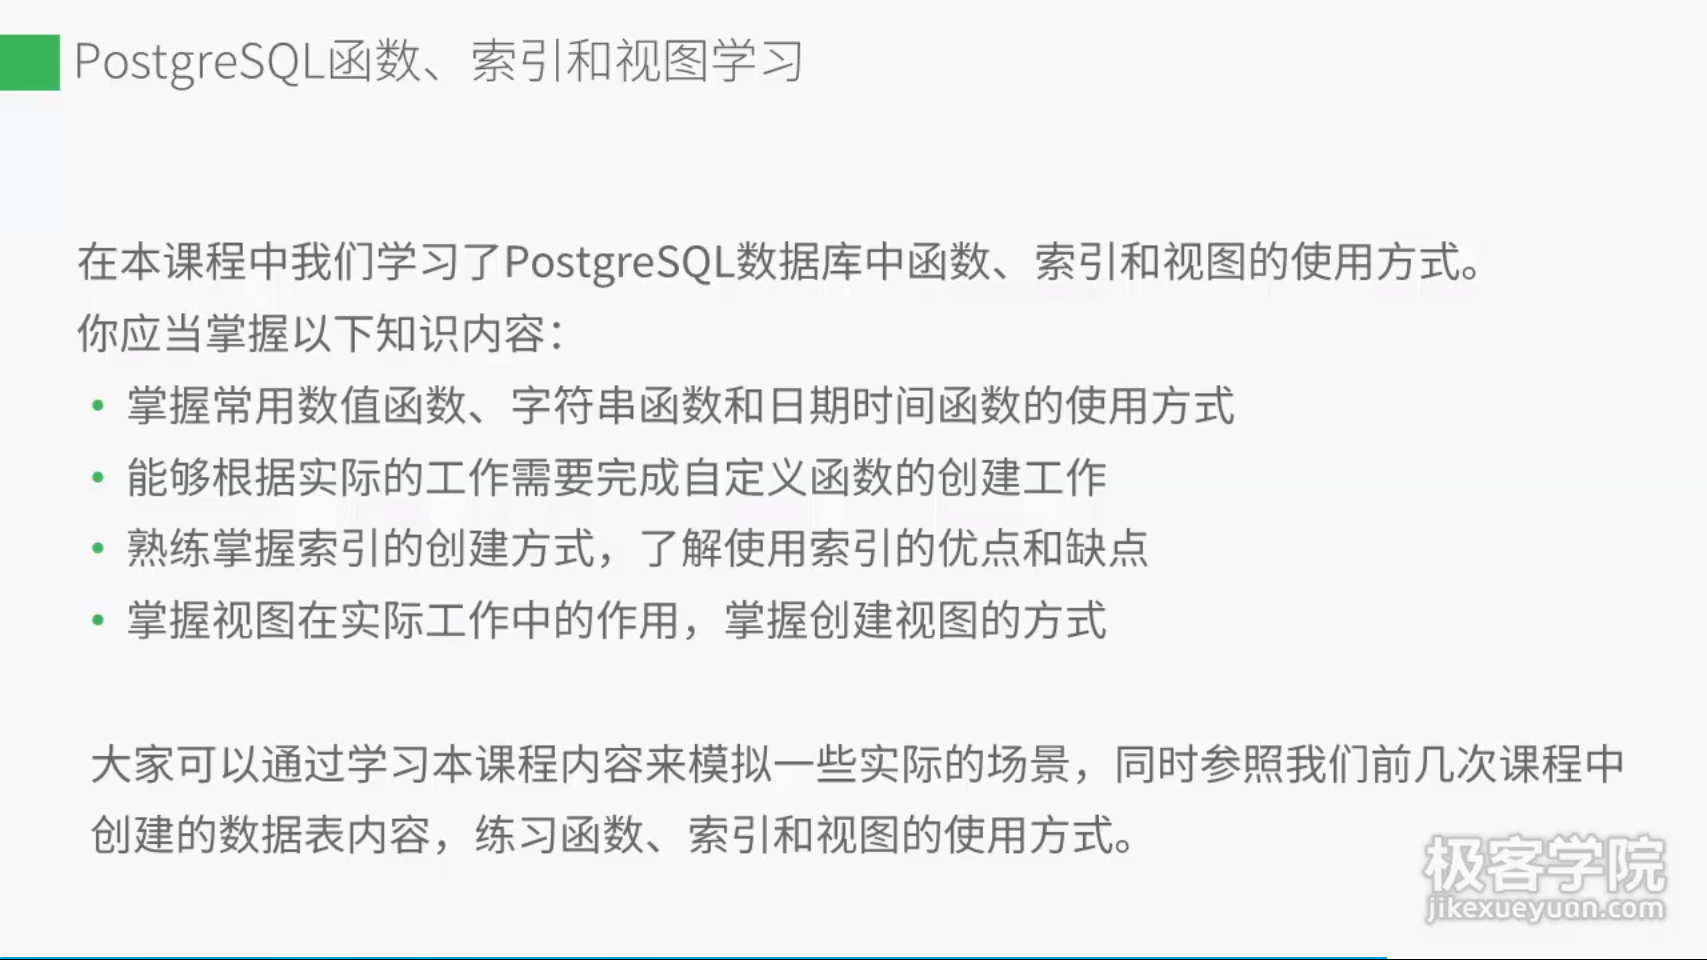 PostgreSQL函数、索引和视图学习
在本课程中我们学习了PostgreSQL数据库中函数、索引和视图的使用方式。
你应当掌握以下知识内容：
• 掌握常用数值函数、字符串函数和日期时间函数的使用方式
• 能够根据实际的工作需要完成自定义函数的创建工作
• 熟练掌握索引的创建方式，了解使用索引的优点和缺点
• 掌握视图在实际工作中的作用，掌握创建视图的方式
大家可以通过学习本课程内容来模拟一些实际的场景，同时参照我们前几次课程中
创建的数据表内容，练习函数、索引和视图的使用方式。
极客学院
jikexueyuan.com